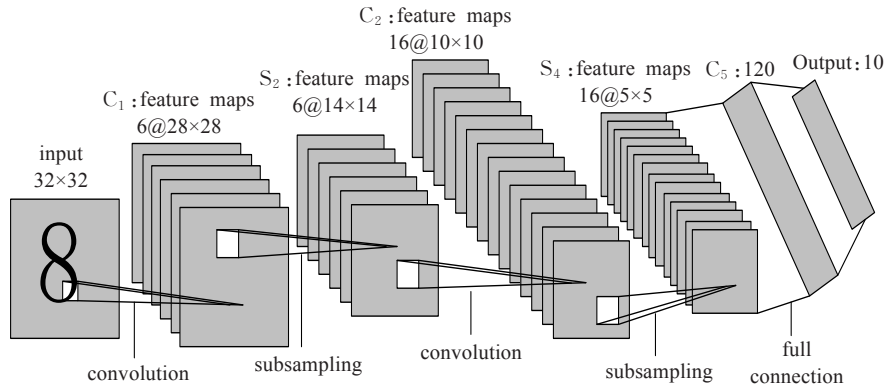 C₂:feature maps
16@10×10
S₂:feature maps
6@14×14
S₄:feature maps
16@5×5
C₅:120
Output:10
C₁:feature maps
6@28×28
input
32×32
8
convolution
subsampling
convolution
subsampling
full
connection